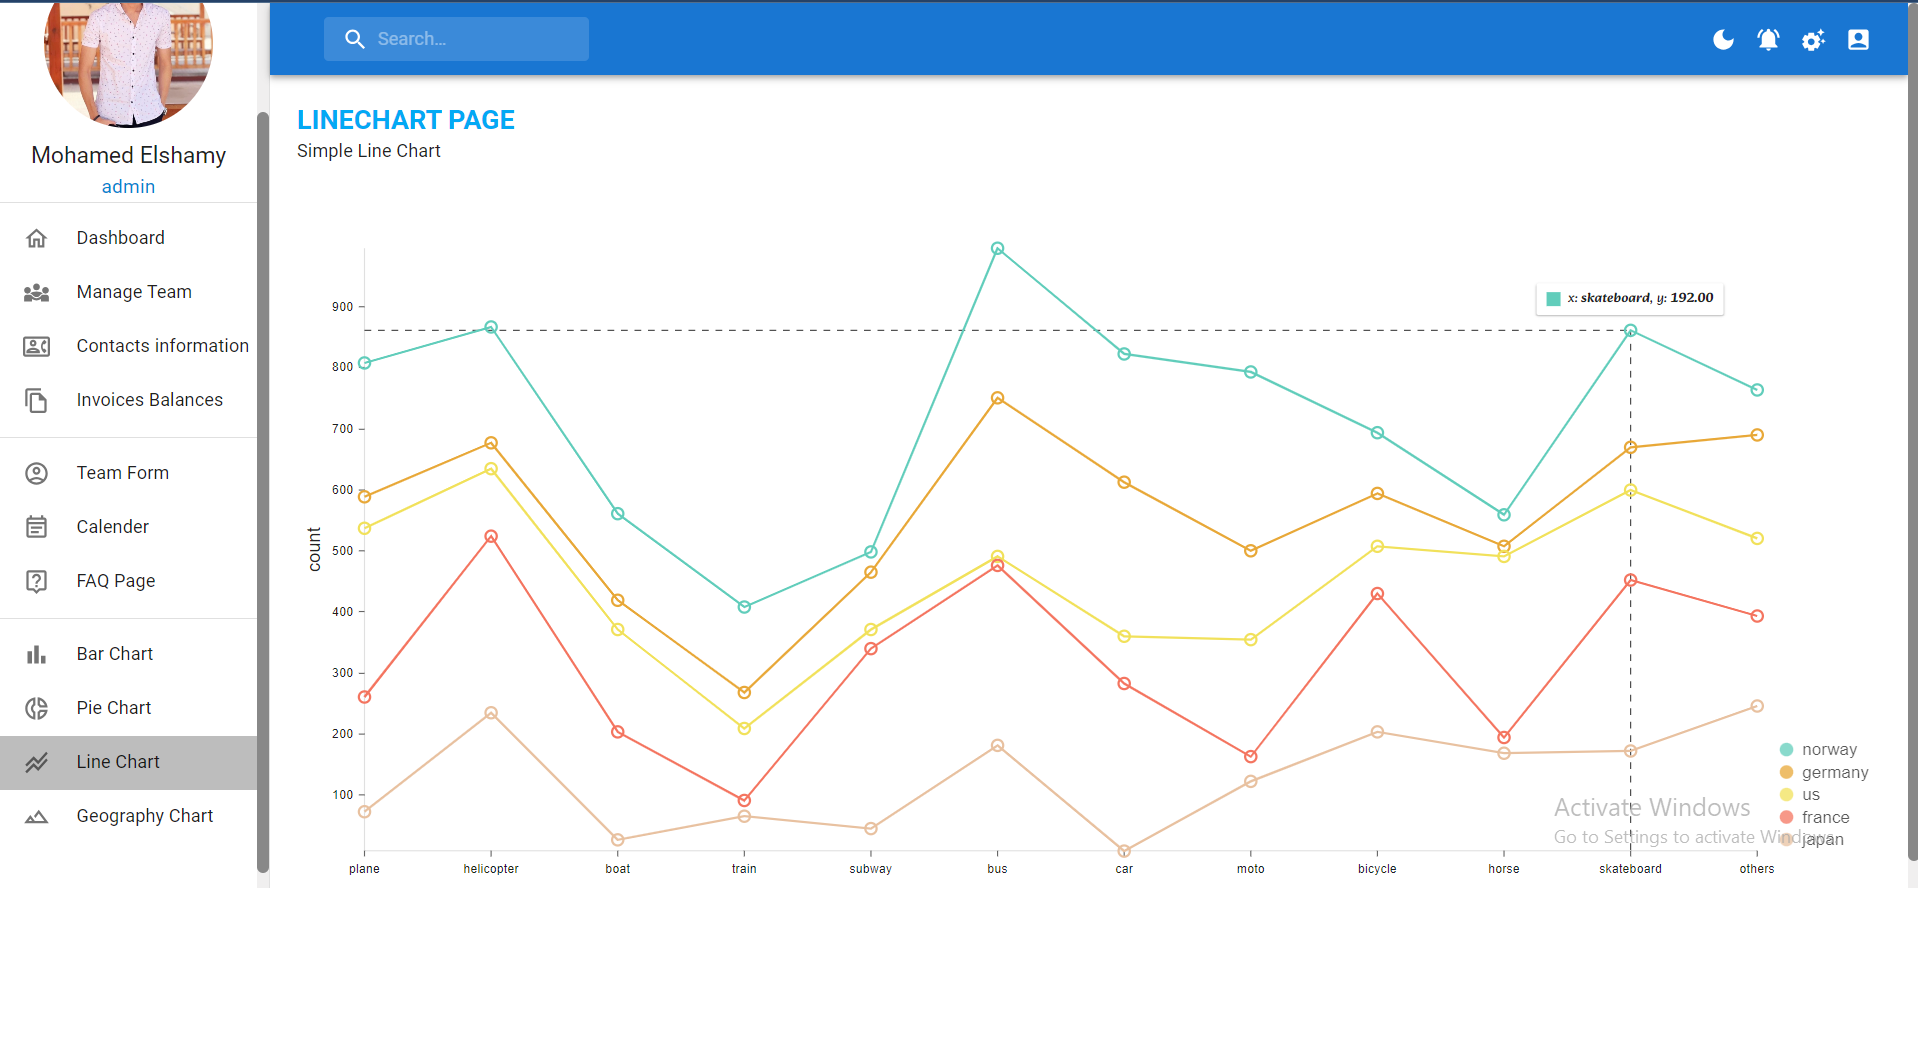 Search…
Mohamed Elshamy
admin
Dashboard
Manage Team
Contacts information
Invoices Balances
Team Form
Calender
FAQ Page
Bar Chart
Pie Chart
Line Chart
Geography Chart
LINECHART PAGE
Simple Line Chart
x: skateboard, y: 192.00
900
800
700
600
500
400
300
200
100
count
plane helicopter boat train subway bus car moto bicycle horse skateboard others
norway
germany
us
france
japan
Activate Windows
Go to Settings to activate Windows.